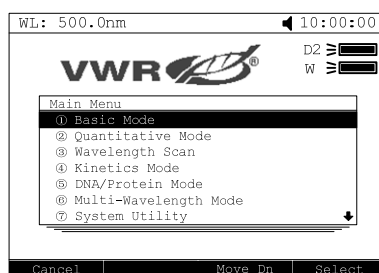 WL: 500.0nm 10:00:00
D2
VWR®
W
Main Menu
① Basic Mode
② Quantitative Mode
③ Wavelength Scan
④ Kinetics Mode
⑤ DNA/Protein Mode
⑥ Multi-Wavelength Mode
⑦ System Utility
Cancel Move Dn Select